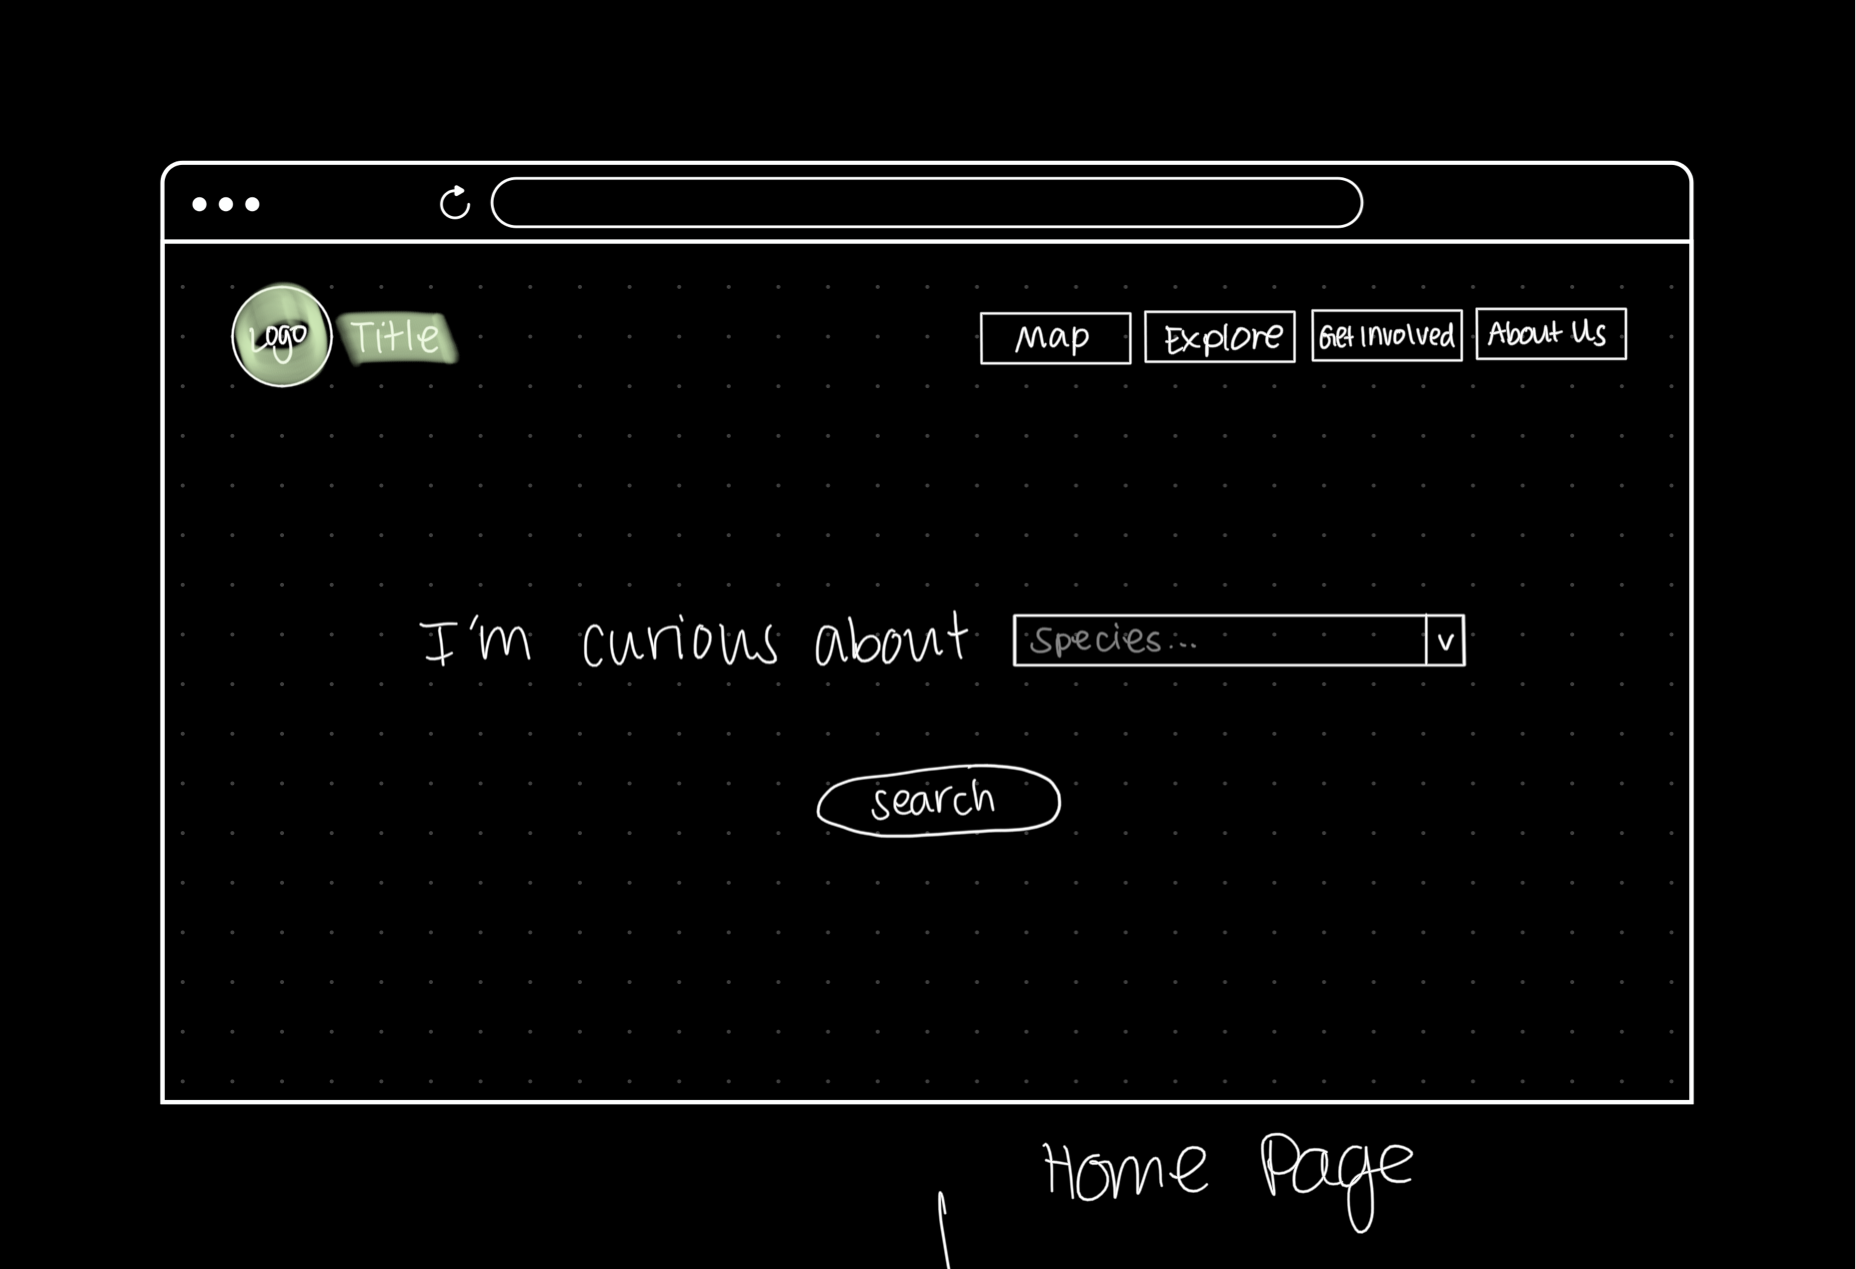 Logo Title Map Explore Get Involved About Us
I'm curious about Species... v
search
Home Page